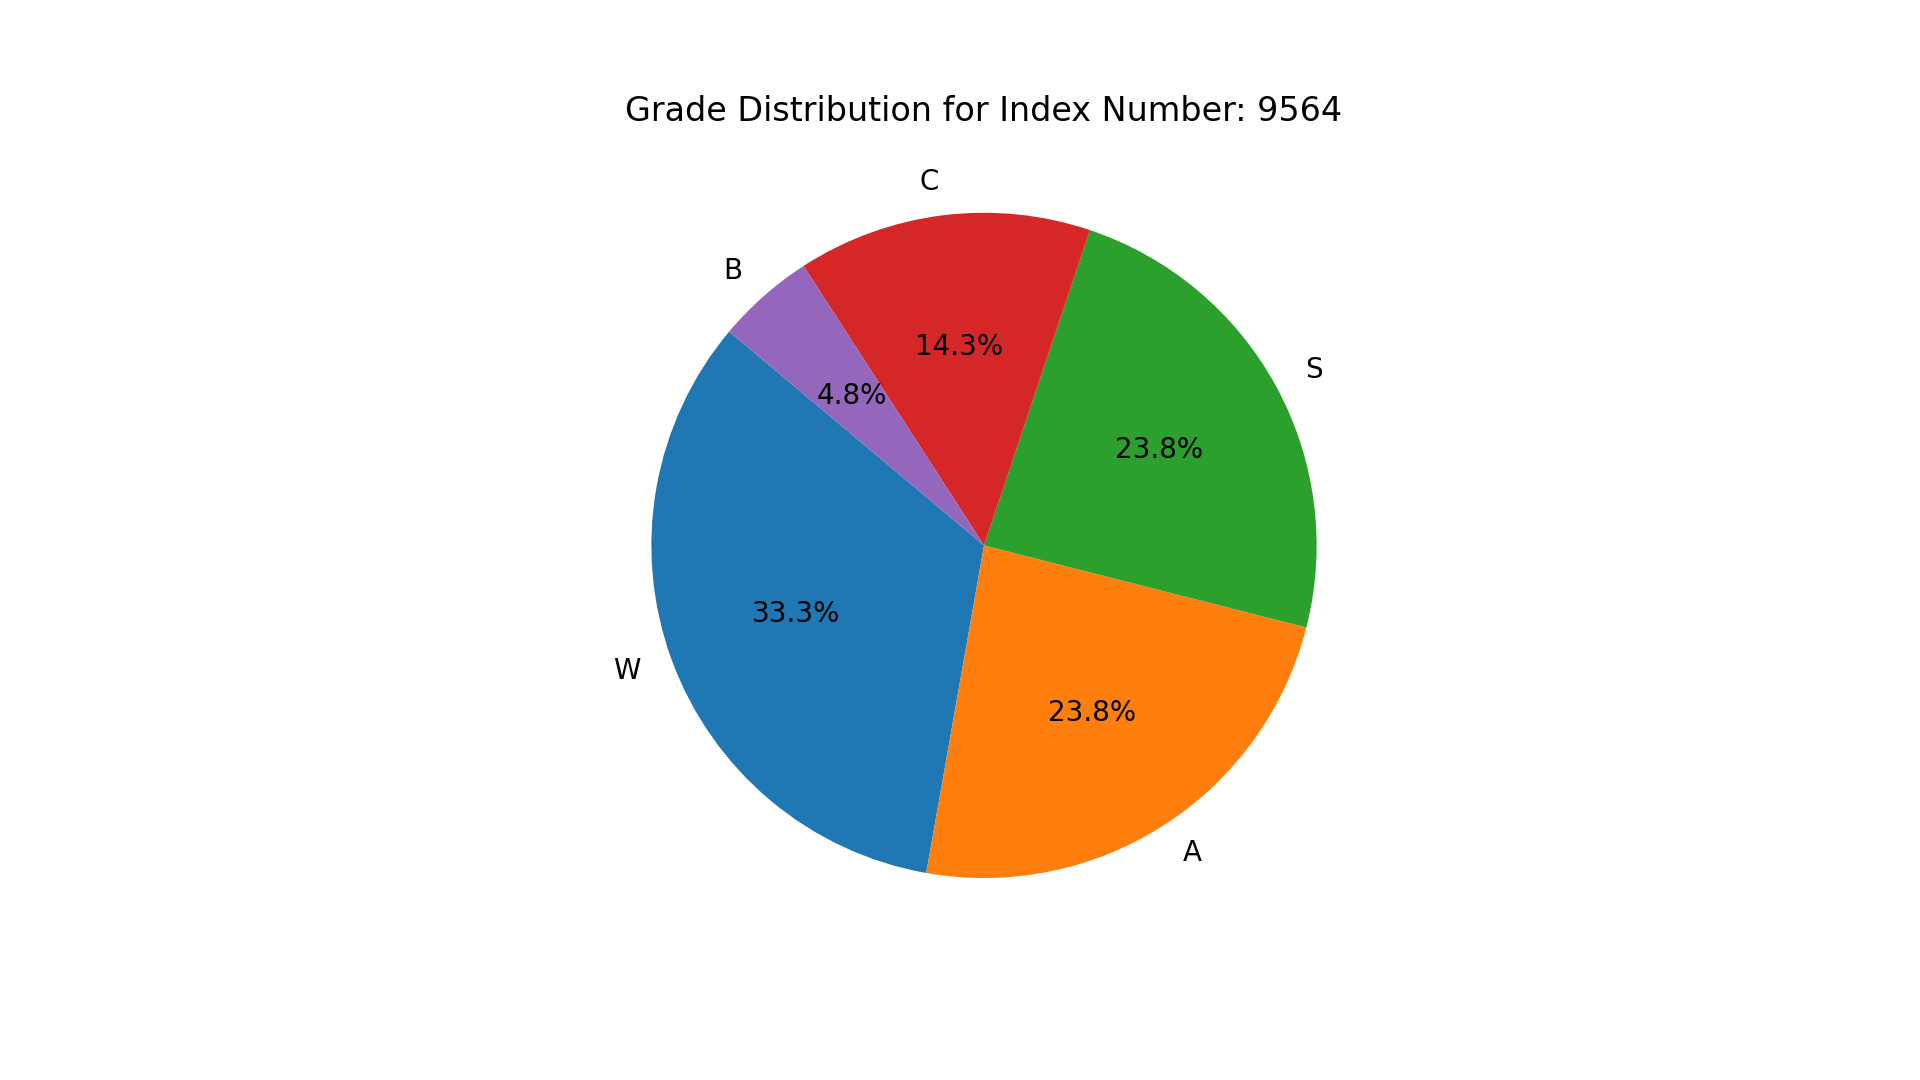 Grade Distribution for Index Number: 9564
C
B
S
14.3%
4.8%
23.8%
33.3%
W
23.8%
A